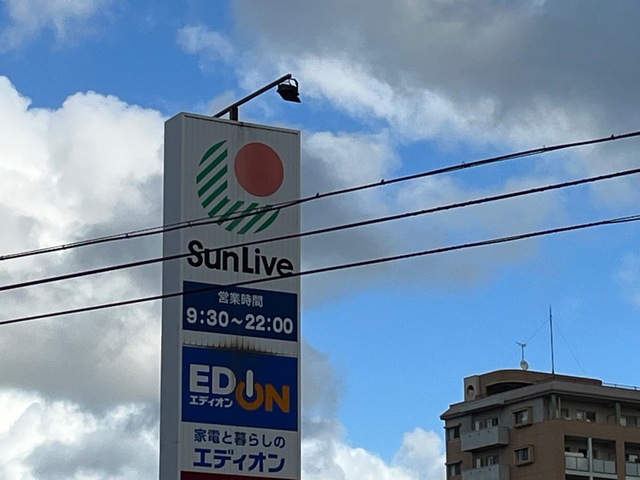 SunLive
営業時間
9:30～22:00
EDION
エディオン
家電と暮らしの
エディオン